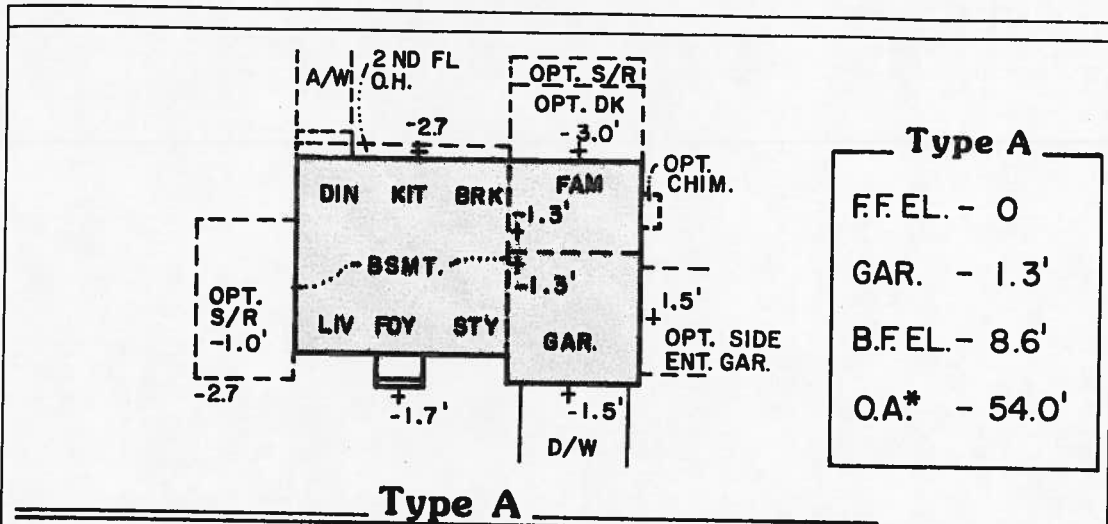 A/W
2 ND FL
O.H.
OPT. S/R
OPT. DK
-2.7
- 3.0'
OPT.
CHIM.
DIN KIT BRK
FAM
-1.3'
BSMT.
-1.3'
OPT.
S/R
-1.0'
LIV FOY STY
GAR.
1.5'
OPT. SIDE
ENT. GAR.
-2.7
-1.7'
-1.5'
D/W
Type A
F.F. EL. - 0
GAR. - 1.3'
B.F. EL. - 8.6'
O.A.* - 54.0'
Type A